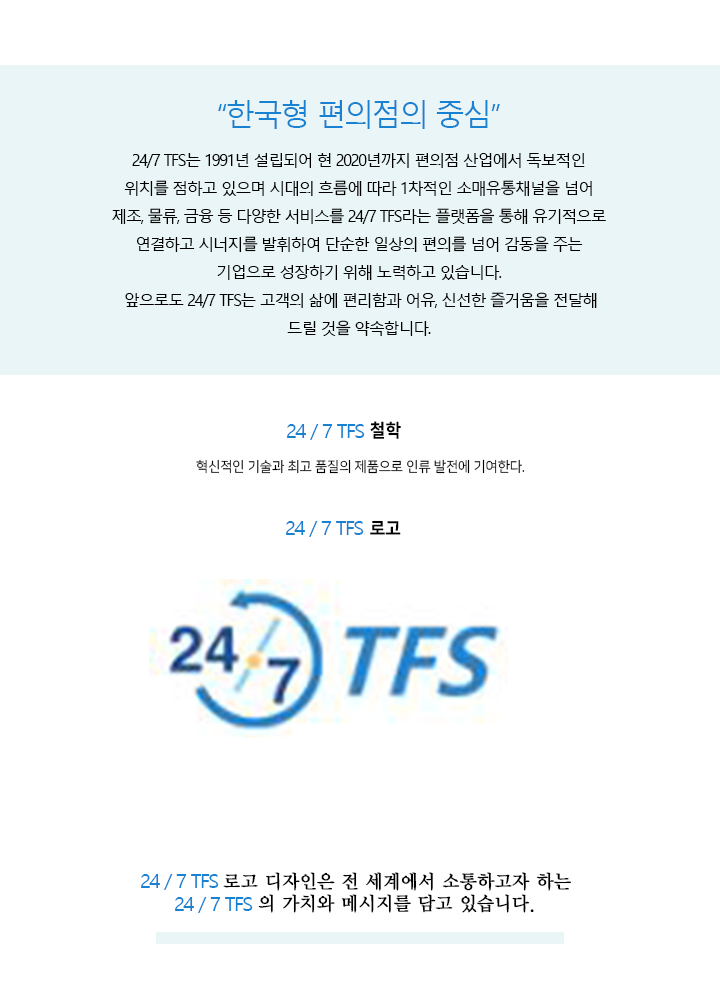 “한국형 편의점의 중심”
24/7 TFS는 1991년 설립되어 현 2020년까지 편의점 산업에서 독보적인
위치를 점하고 있으며 시대의 흐름에 따라 1차적인 소매유통채널을 넘어
제조, 물류, 금융 등 다양한 서비스를 24/7 TFS라는 플랫폼을 통해 유기적으로
연결하고 시너지를 발휘하여 단순한 일상의 편의를 넘어 감동을 주는
기업으로 성장하기 위해 노력하고 있습니다.
앞으로도 24/7 TFS는 고객의 삶에 편리함과 여유, 신선한 즐거움을 전달해
드릴 것을 약속합니다.
24 / 7 TFS 철학
혁신적인 기술과 최고 품질의 제품으로 인류 발전에 기여한다.
24 / 7 TFS 로고
24/7 TFS
24 / 7 TFS 로고 디자인은 전 세계에서 소통하고자 하는
24 / 7 TFS 의 가치와 메시지를 담고 있습니다.